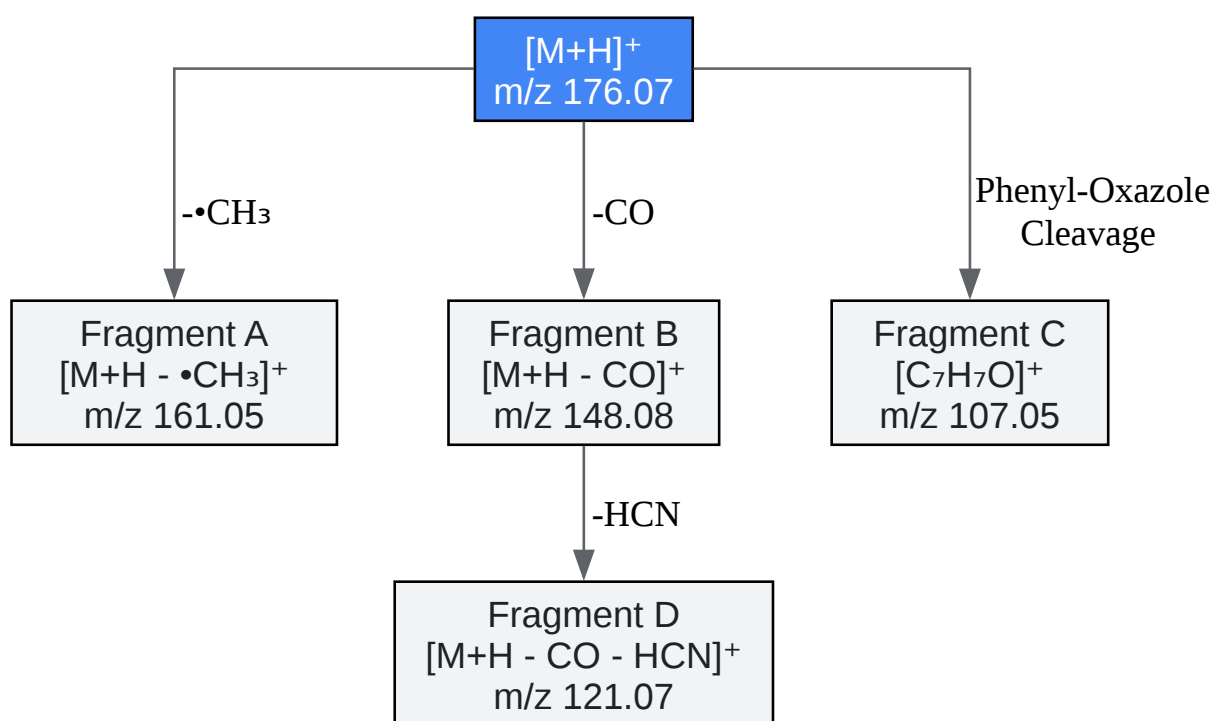 [M+H]⁺
m/z 176.07
-•CH₃
-CO
Phenyl-Oxazole
Cleavage
Fragment A
[M+H - •CH₃]⁺
m/z 161.05
Fragment B
[M+H - CO]⁺
m/z 148.08
Fragment C
[C₇H₇O]⁺
m/z 107.05
-HCN
Fragment D
[M+H - CO - HCN]⁺
m/z 121.07